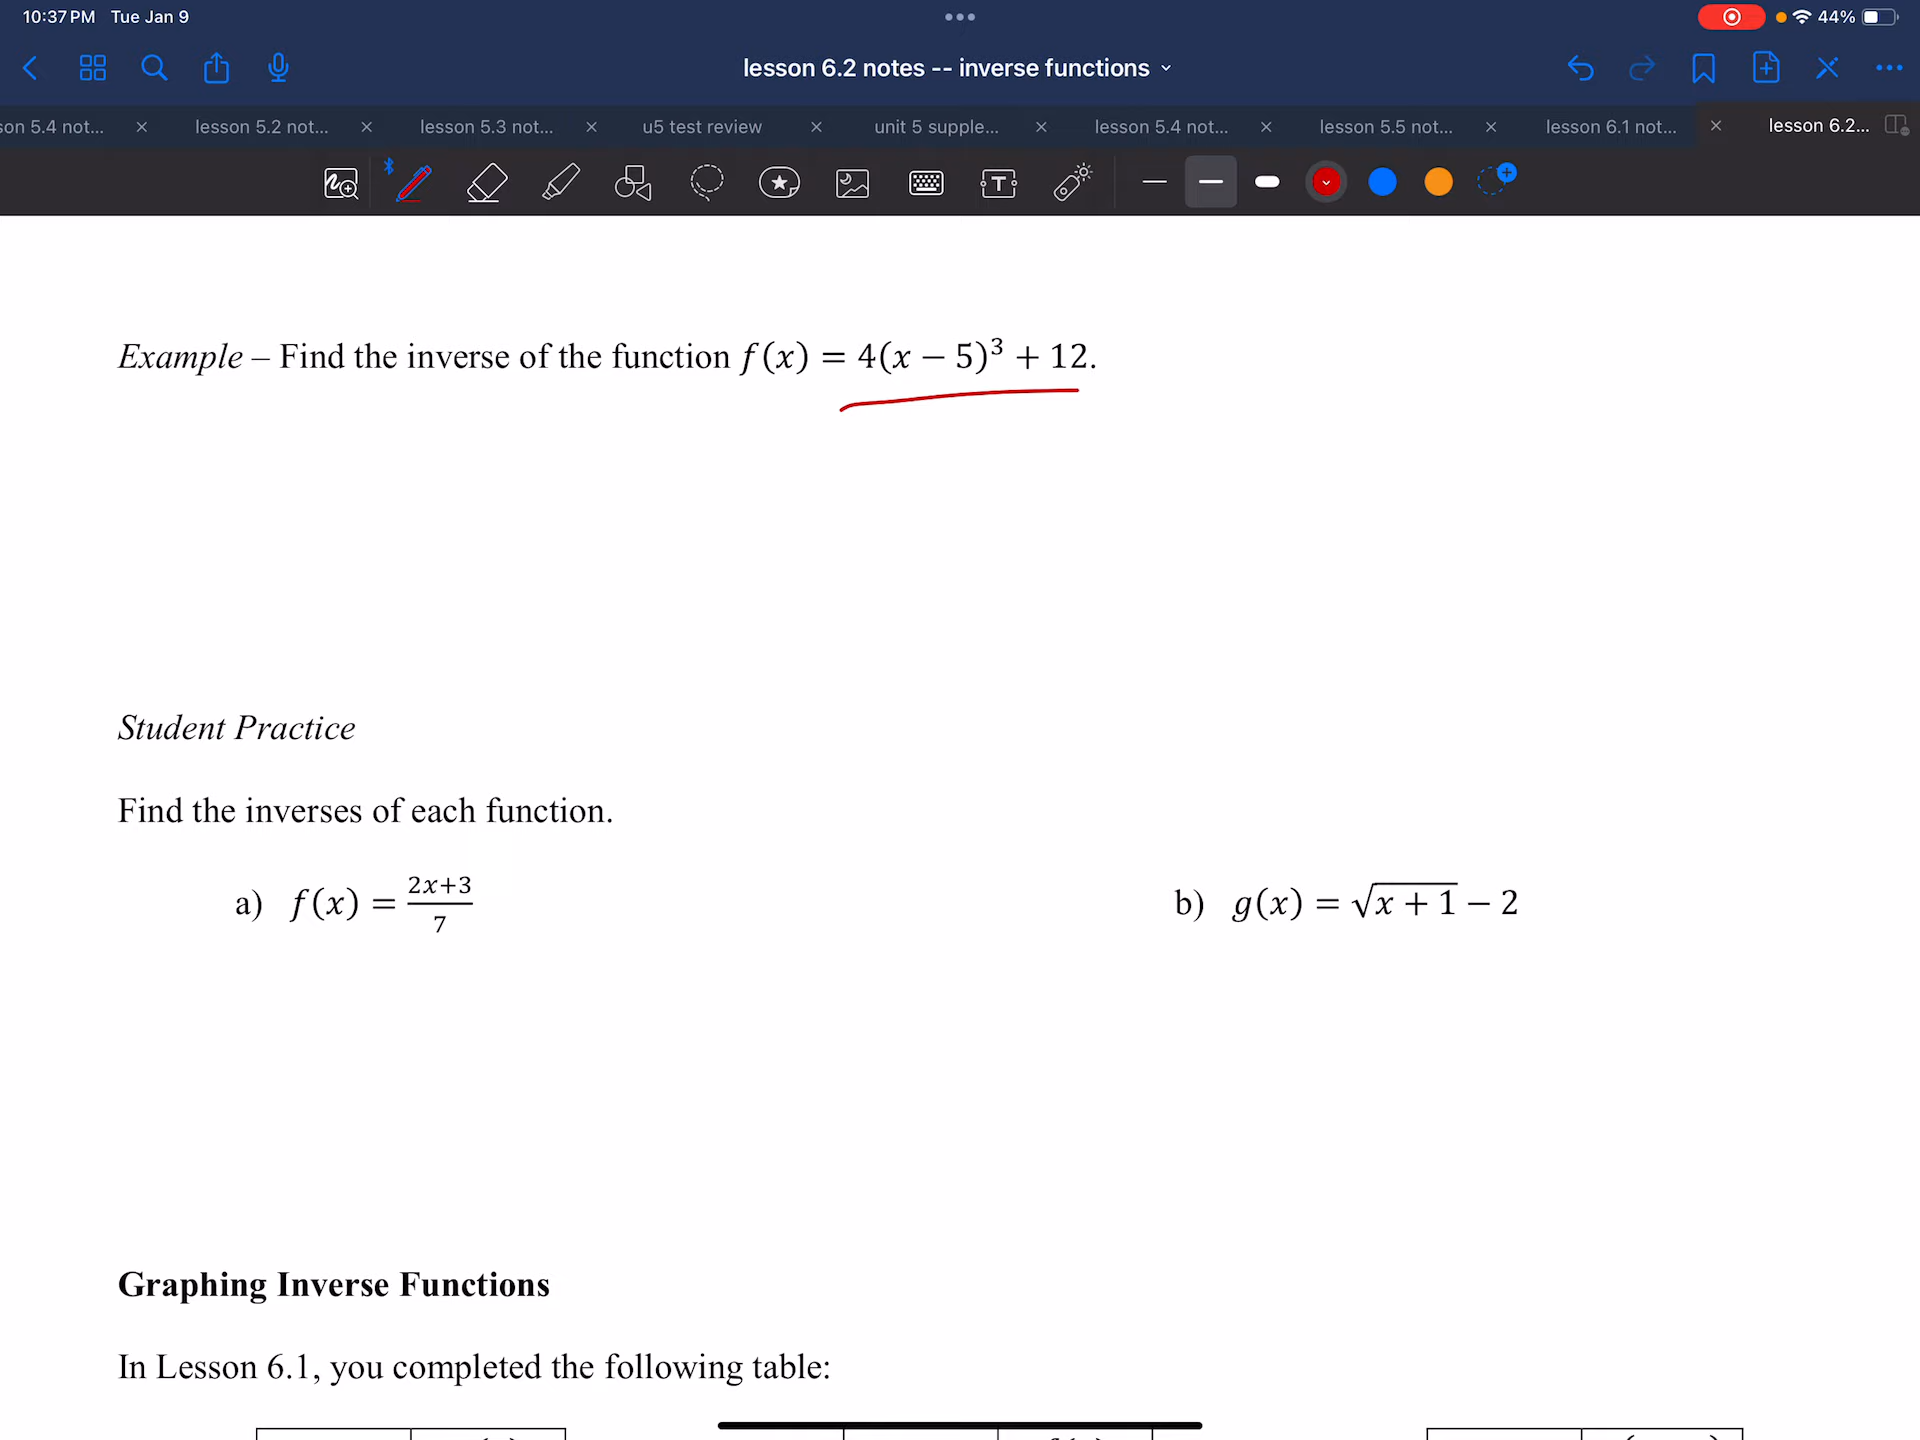 10:37 PM Tue Jan 9
44%
lesson 6.2 notes -- inverse functions
son 5.4 not... lesson 5.2 not... lesson 5.3 not... u5 test review unit 5 supple... lesson 5.4 not... lesson 5.5 not... lesson 6.1 not... lesson 6.2...
T
Example – Find the inverse of the function f(x) = 4(x − 5)³ + 12.
Student Practice
Find the inverses of each function.
a) f(x) = (2x+3)/7
b) g(x) = √(x + 1) − 2
Graphing Inverse Functions
In Lesson 6.1, you completed the following table: